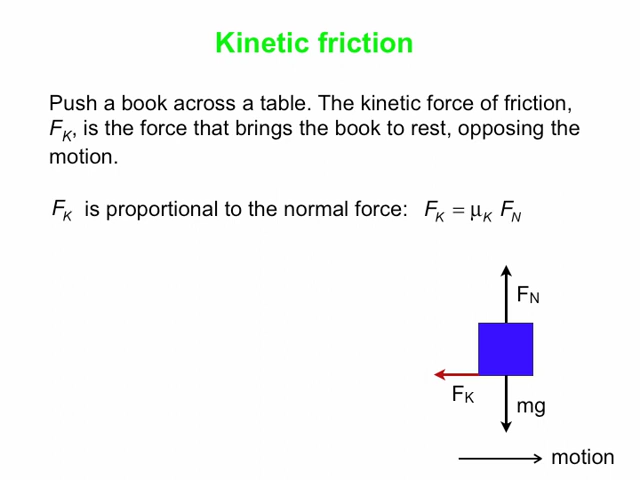 Kinetic friction
Push a book across a table. The kinetic force of friction,
F_K, is the force that brings the book to rest, opposing the
motion.
F_K is proportional to the normal force: F_K = μ_K F_N
F_N
F_K
mg
motion